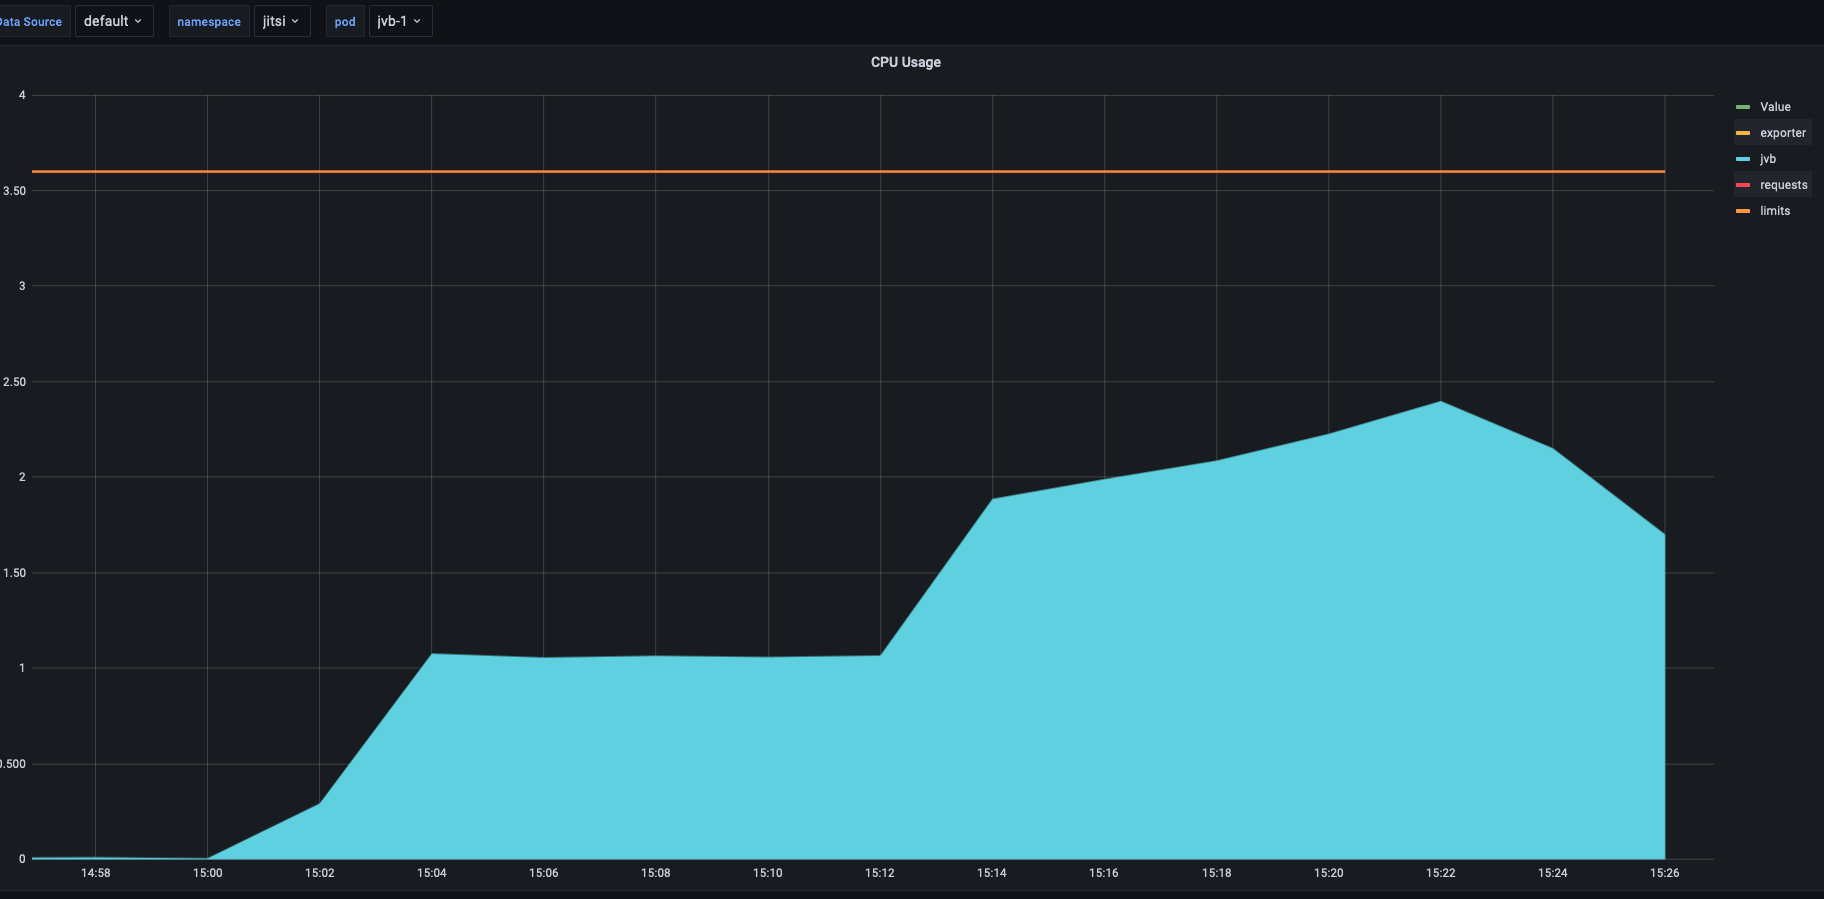 Data Source default namespace jitsi pod jvb-1
CPU Usage
4
3.50
3
2.50
2
1.50
1
0.500
0
14:58 15:00 15:02 15:04 15:06 15:08 15:10 15:12 15:14 15:16 15:18 15:20 15:22 15:24 15:26
Value
exporter
jvb
requests
limits